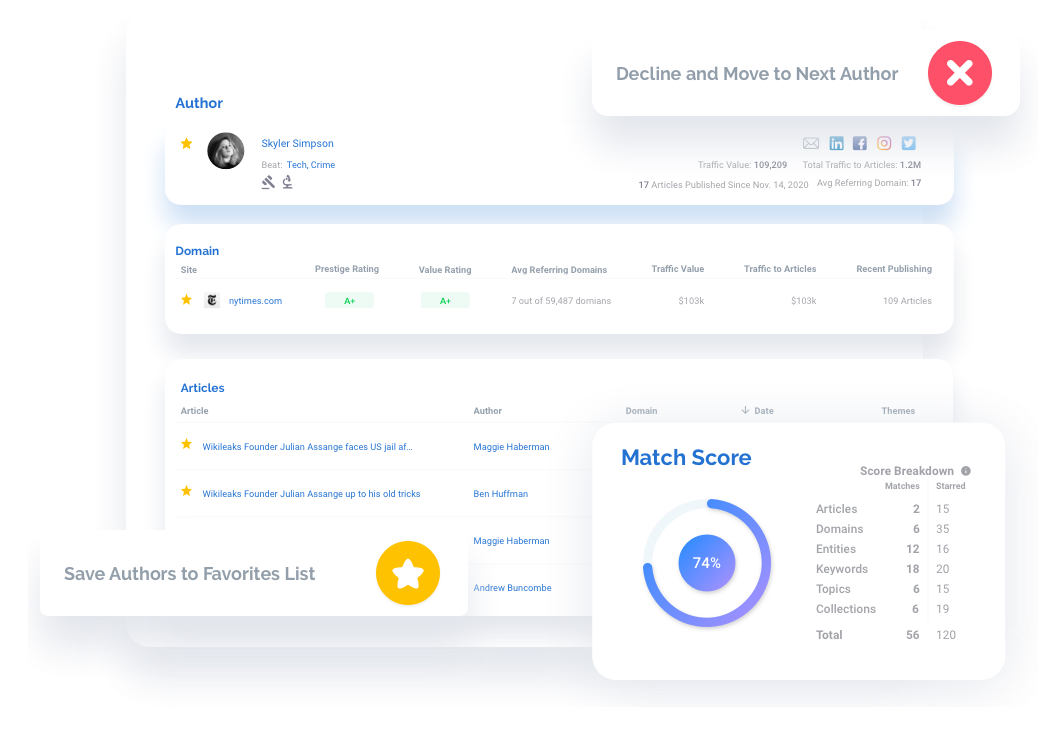 Decline and Move to Next Author
Author
Skyler Simpson
Beat: Tech, Crime
Traffic Value: 109,209 Total Traffic to Articles: 1.2M
17 Articles Published Since Nov. 14, 2020 Avg Referring Domain: 17
Domain
Site Prestige Rating Value Rating Avg Referring Domains Traffic Value Traffic to Articles Recent Publishing
nytimes.com A+ A+ 7 out of 59,487 domians $103k $103k 109 Articles
Articles
Article Author Domain Date Themes
Wikileaks Founder Julian Assange faces US jail af... Maggie Haberman
Wikileaks Founder Julian Assange up to his old tricks Ben Huffman
Maggie Haberman
Andrew Buncombe
Save Authors to Favorites List
Match Score
74%
Score Breakdown
Matches Starred
Articles 2 15
Domains 6 35
Entities 12 16
Keywords 18 20
Topics 6 15
Collections 6 19
Total 56 120